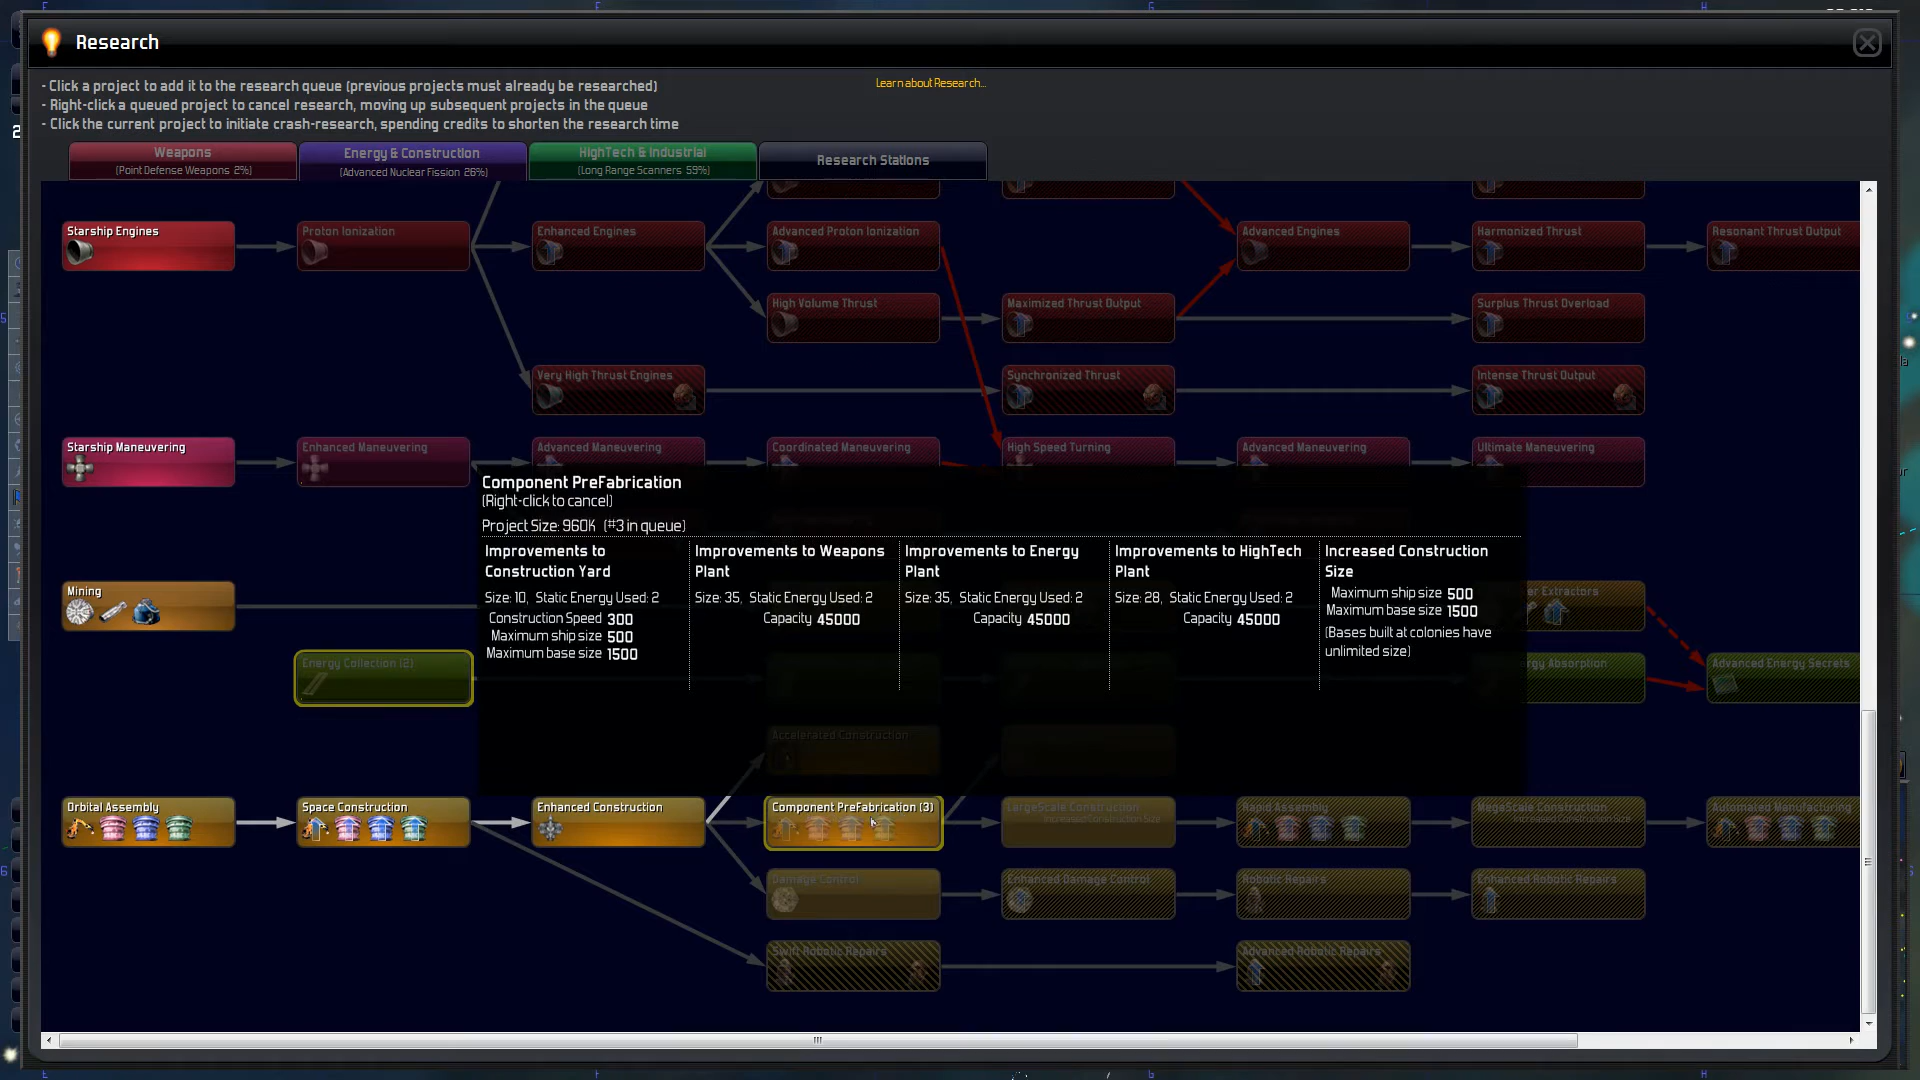 Research
- Click a project to add it to the research queue (previous projects must already be researched)
- Right-click a queued project to cancel research, moving up subsequent projects in the queue
- Click the current project to initiate crash-research, spending credits to shorten the research time
Learn about Research...
Weapons
(Point Defense Weapons 2%)
Energy & Construction
(Advanced Nuclear Fission 26%)
HighTech & Industrial
(Long Range Scanners 59%)
Research Stations
Starship Engines
Proton Ionization
Enhanced Engines
Advanced Proton Ionization
Advanced Engines
Harmonized Thrust
Resonant Thrust Output
High Volume Thrust
Maximized Thrust Output
Surplus Thrust Overload
Very High Thrust Engines
Synchronized Thrust
Intense Thrust Output
Starship Maneuvering
Enhanced Maneuvering
Advanced Maneuvering
Coordinated Maneuvering
High Speed Turning
Advanced Maneuvering
Ultimate Maneuvering
Component PreFabrication
(Right-click to cancel)
Project Size: 960K (#3 in queue)
Improvements to
Construction Yard
Size: 10, Static Energy Used: 2
Construction Speed 300
Maximum ship size 500
Maximum base size 1500
Improvements to Weapons
Plant
Size: 35, Static Energy Used: 2
Capacity 45000
Improvements to Energy
Plant
Size: 35, Static Energy Used: 2
Capacity 45000
Improvements to HighTech
Plant
Size: 28, Static Energy Used: 2
Capacity 45000
Increased Construction
Size
Maximum ship size 500
Maximum base size 1500
(Bases built at colonies have
unlimited size)
Mining
Extractors
Energy Collection (2)
Absorption
Advanced Energy Secrets
Accelerated Construction
Orbital Assembly
Space Construction
Enhanced Construction
Component PreFabrication (3)
LargeScale Construction
Increased Construction Size
Rapid Assembly
MegaScale Construction
Increased Construction Size
Automated Manufacturing
Damage Control
Enhanced Damage Control
Robotic Repairs
Enhanced Robotic Repairs
Swift Robotic Repairs
Advanced Robotic Repairs